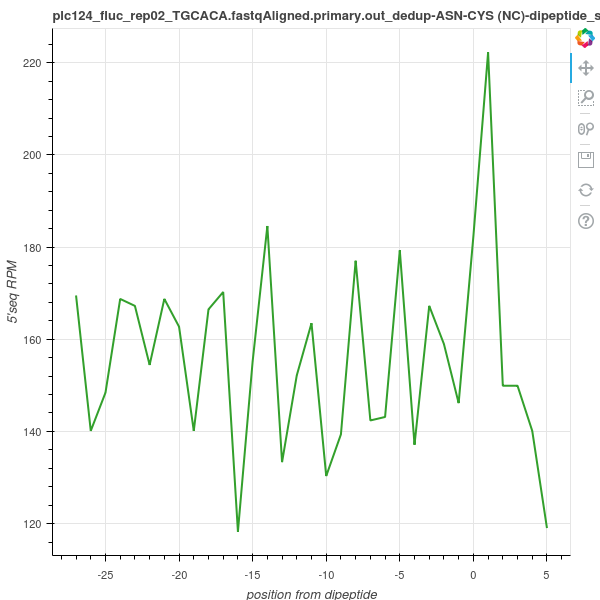 plc124_fluc_rep02_TGCACA.fastqAligned.primary.out_dedup-ASN-CYS (NC)-dipeptide_s
220
200
180
160
140
120
5'seq RPM
-25 -20 -15 -10 -5 0 5
position from dipeptide